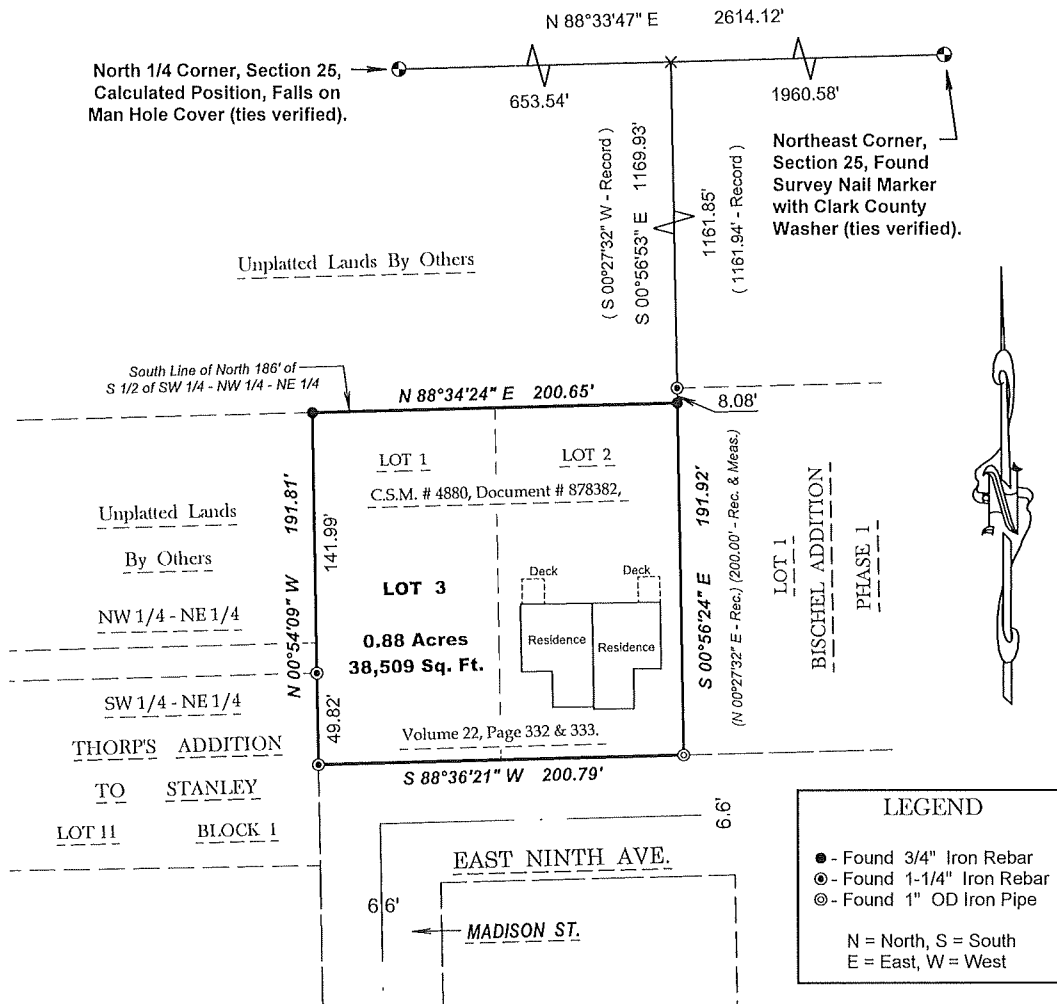 N 88°33'47" E 2614.12'
North 1/4 Corner, Section 25,
Calculated Position, Falls on
Man Hole Cover (ties verified).
653.54'
1960.58'
Northeast Corner,
Section 25, Found
Survey Nail Marker
with Clark County
Washer (ties verified).
( S 00°27'32" W - Record )
S 00°56'53" E 1169.93'
1161.85'
( 1161.94' - Record )
Unplatted Lands By Others
South Line of North 186' of
S 1/2 of SW 1/4 - NW 1/4 - NE 1/4
N 88°34'24" E 200.65'
8.08'
LOT 1
LOT 2
C.S.M. # 4880, Document # 878382,
Unplatted Lands
By Others
NW 1/4 - NE 1/4
N 00°54'09" W 191.81'
141.99'
49.82'
LOT 3
0.88 Acres
38,509 Sq. Ft.
Deck
Deck
Residence
Residence
S 00°56'24" E 191.92'
(N 00°27'32" E - Rec.) (200.00' - Rec. & Meas.)
LOT 1
BISCHEL ADDITION
PHASE 1
SW 1/4 - NE 1/4
THORP'S ADDITION
TO STANLEY
LOT 11 BLOCK 1
Volume 22, Page 332 & 333.
S 88°36'21" W 200.79'
6.6'
EAST NINTH AVE.
6 6'
MADISON ST.
LEGEND
- Found 3/4" Iron Rebar
- Found 1-1/4" Iron Rebar
- Found 1" OD Iron Pipe
N = North, S = South
E = East, W = West